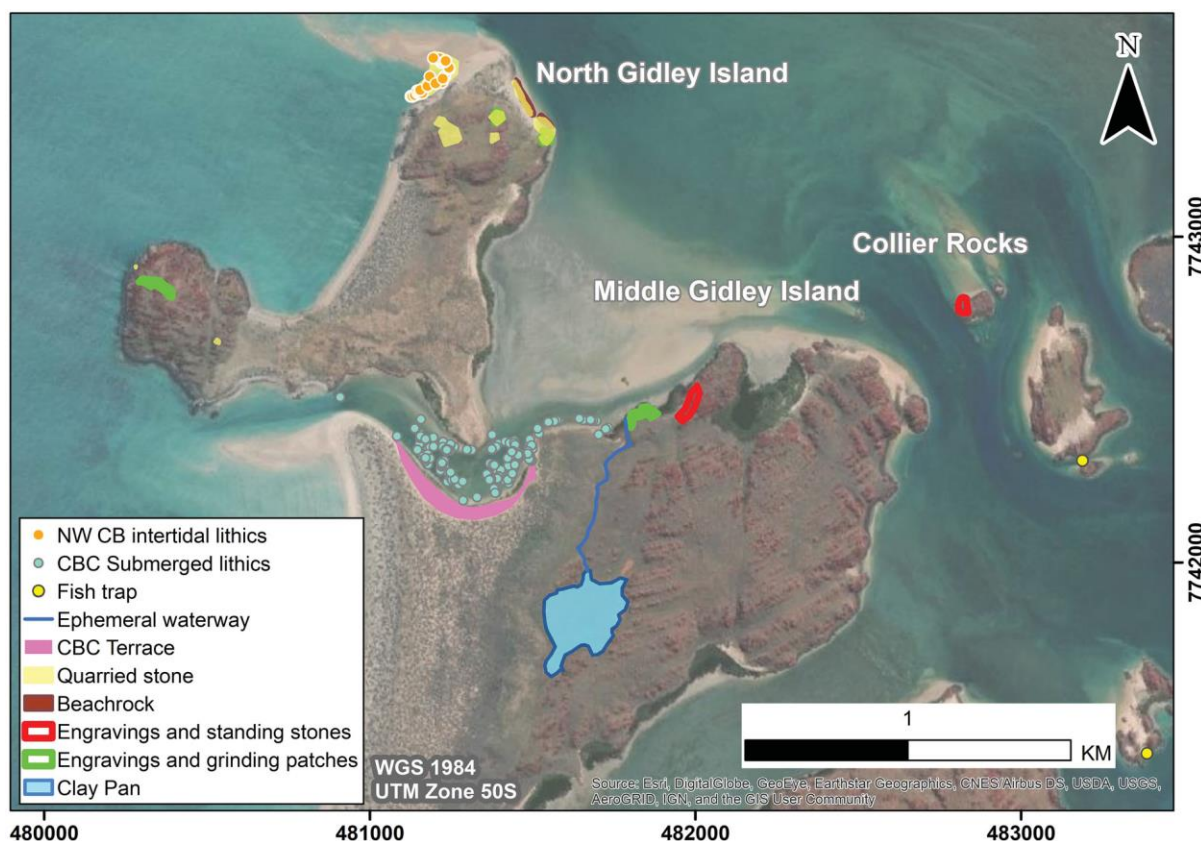 N
North Gidley Island
Collier Rocks
Middle Gidley Island
7743000
7742000
NW CB intertidal lithics
CBC Submerged lithics
Fish trap
Ephemeral waterway
CBC Terrace
Quarried stone
Beachrock
Engravings and standing stones
Engravings and grinding patches
Clay Pan
WGS 1984
UTM Zone 50S
1
KM
Source: Esri, DigitalGlobe, GeoEye, Earthstar Geographics, CNES/Airbus DS, USDA, USGS,
AeroGRID, IGN, and the GIS User Community
480000
481000
482000
483000